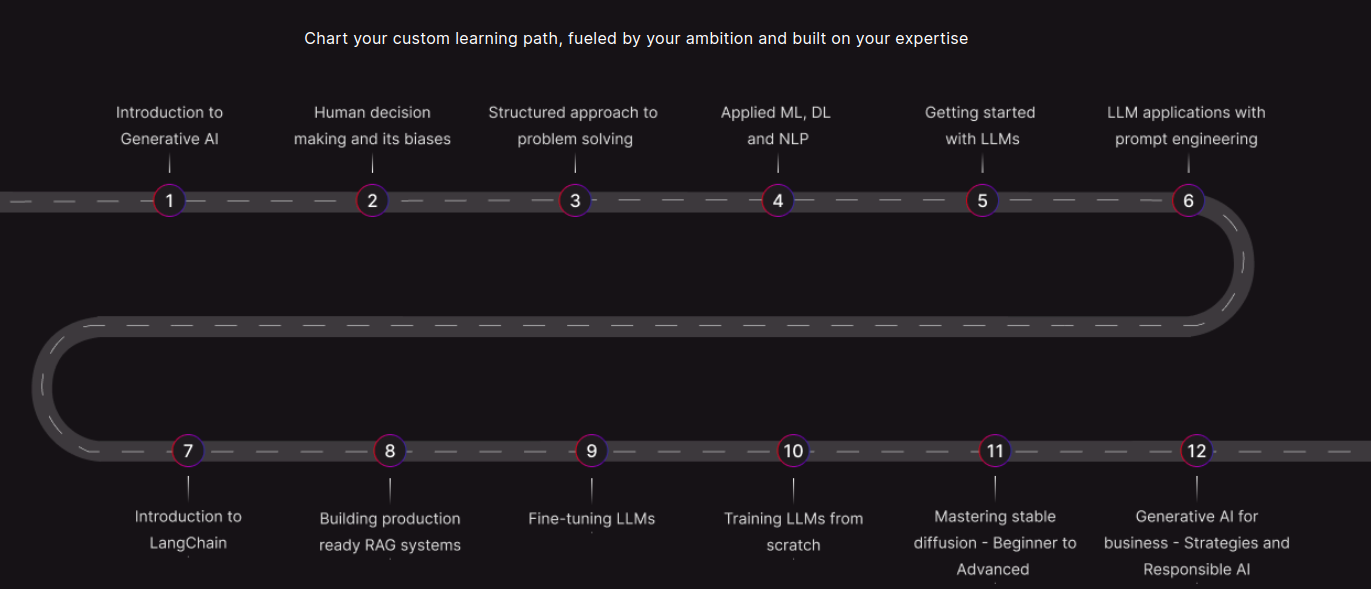 Chart your custom learning path, fueled by your ambition and built on your expertise
Introduction to
Generative AI
Human decision
making and its biases
Structured approach to
problem solving
Applied ML, DL
and NLP
Getting started
with LLMs
LLM applications with
prompt engineering
1
2
3
4
5
6
7
8
9
10
11
12
Introduction to
LangChain
Building production
ready RAG systems
Fine-tuning LLMs
Training LLMs from
scratch
Mastering stable
diffusion - Beginner to
Advanced
Generative AI for
business - Strategies and
Responsible AI